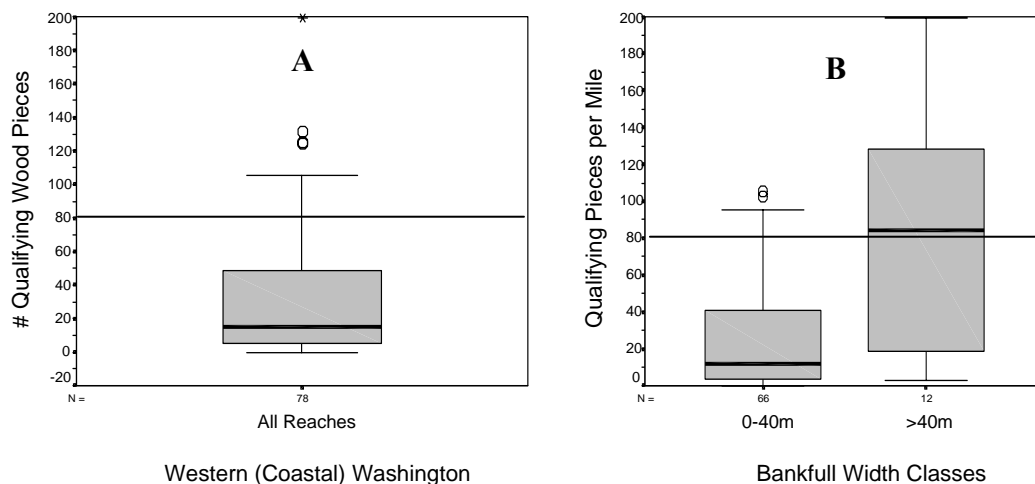 # Qualifying Wood Pieces
200
180
160
140
120
100
80
60
40
20
0
-20
A
N =
78
All Reaches
Western (Coastal) Washington
Qualifying Pieces per Mile
200
180
160
140
120
100
80
60
40
20
0
B
N =
66
12
0-40m
>40m
Bankfull Width Classes